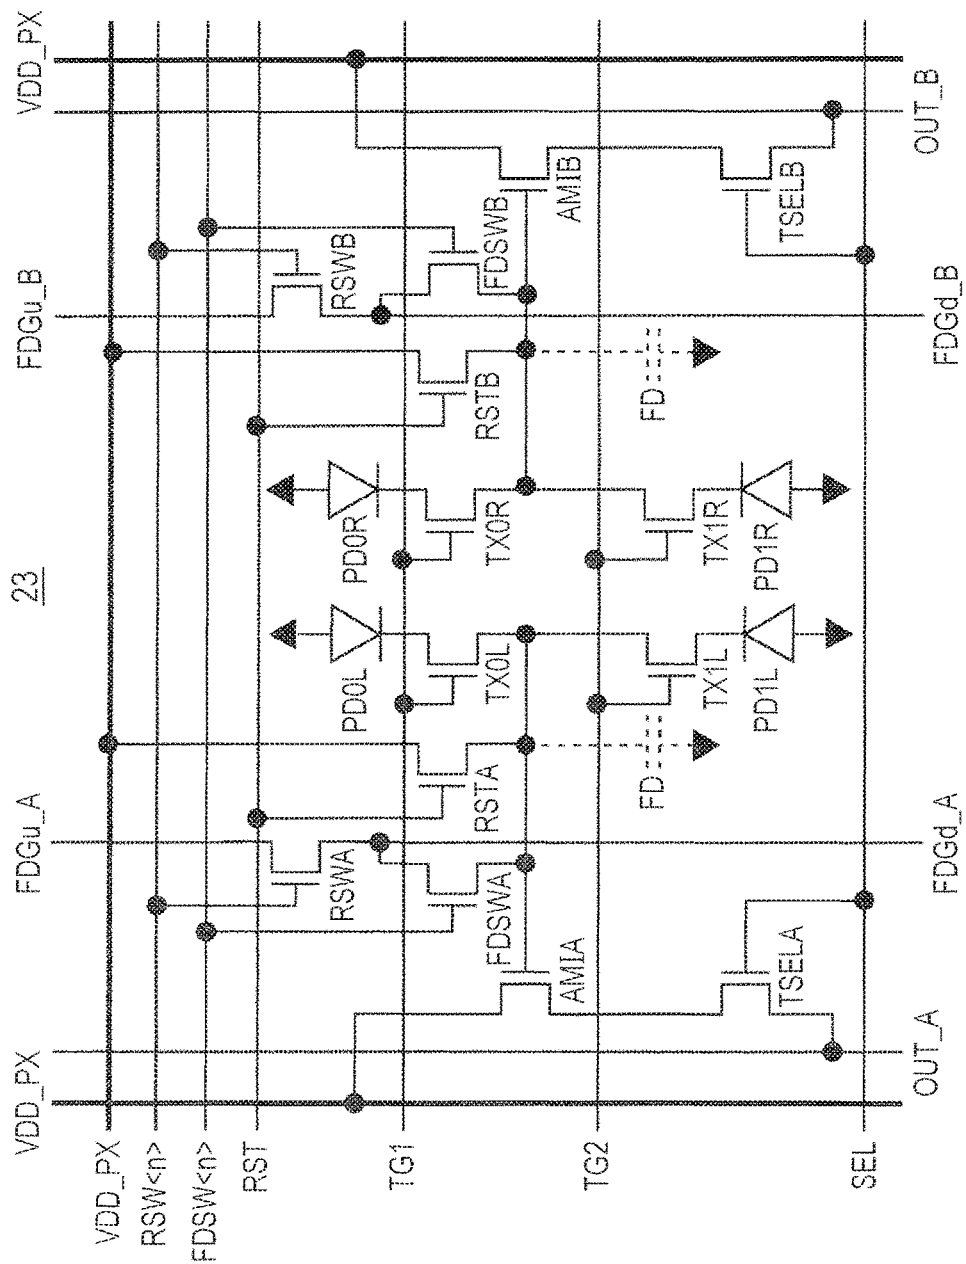 23
VDD_PX
FDGu_A
FDGu_B
VDD_PX
VDD_PX
RSW<n>
FDSW<n>
RST
TG1
TG2
SEL
RSWA
RSWB
PD0L
PD0R
FDSWA
RSTA
TX0L
TX0R
RSTB
FDSWB
AMIA
AMIB
FD
FD
TX1L
TX1R
TSELA
PD1L
PD1R
TSELB
OUT_A
FDGd_A
FDGd_B
OUT_B